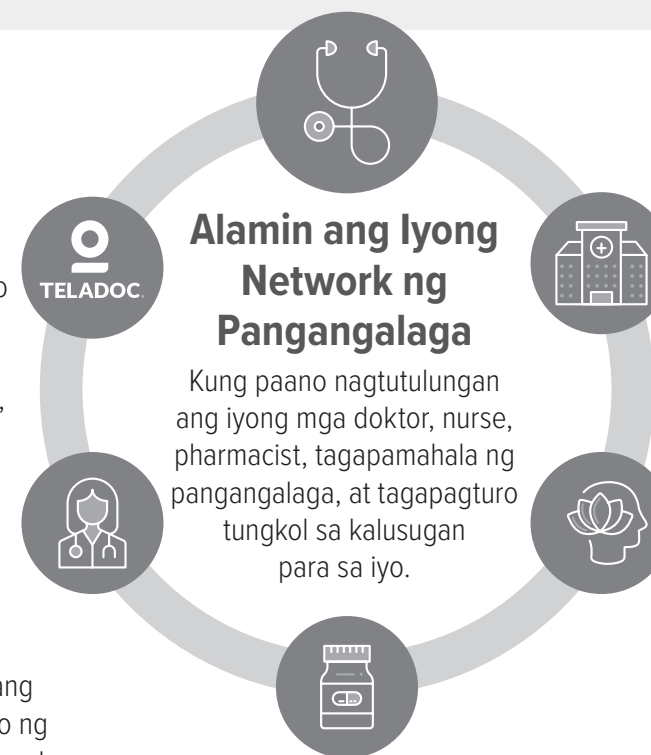 TELADOC
Alamin ang Iyong
Network ng
Pangangalaga
Kung paano nagtutulungan
ang iyong mga doktor, nurse,
pharmacist, tagapamahala ng
pangangalaga, at tagapagturo
tungkol sa kalusugan
para sa iyo.
ng